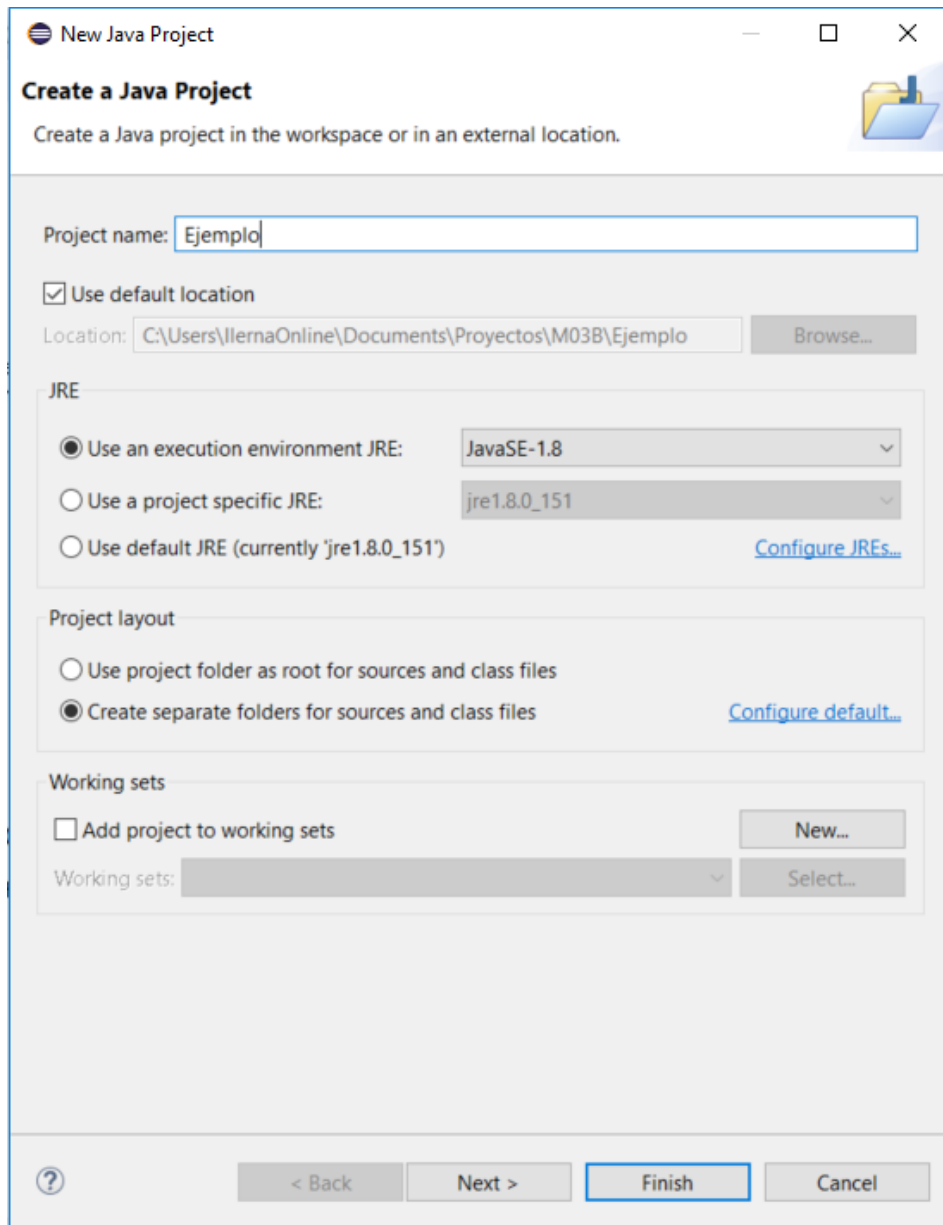 New Java Project
Create a Java Project
Create a Java project in the workspace or in an external location.
Project name: Ejemplo
Use default location
Location: C:\Users\IlernaOnline\Documents\Proyectos\M03B\Ejemplo Browse...
JRE
Use an execution environment JRE: JavaSE-1.8
Use a project specific JRE: jre1.8.0_151
Use default JRE (currently 'jre1.8.0_151') Configure JREs...
Project layout
Use project folder as root for sources and class files
Create separate folders for sources and class files Configure default...
Working sets
Add project to working sets New...
Working sets: Select...
? < Back Next > Finish Cancel